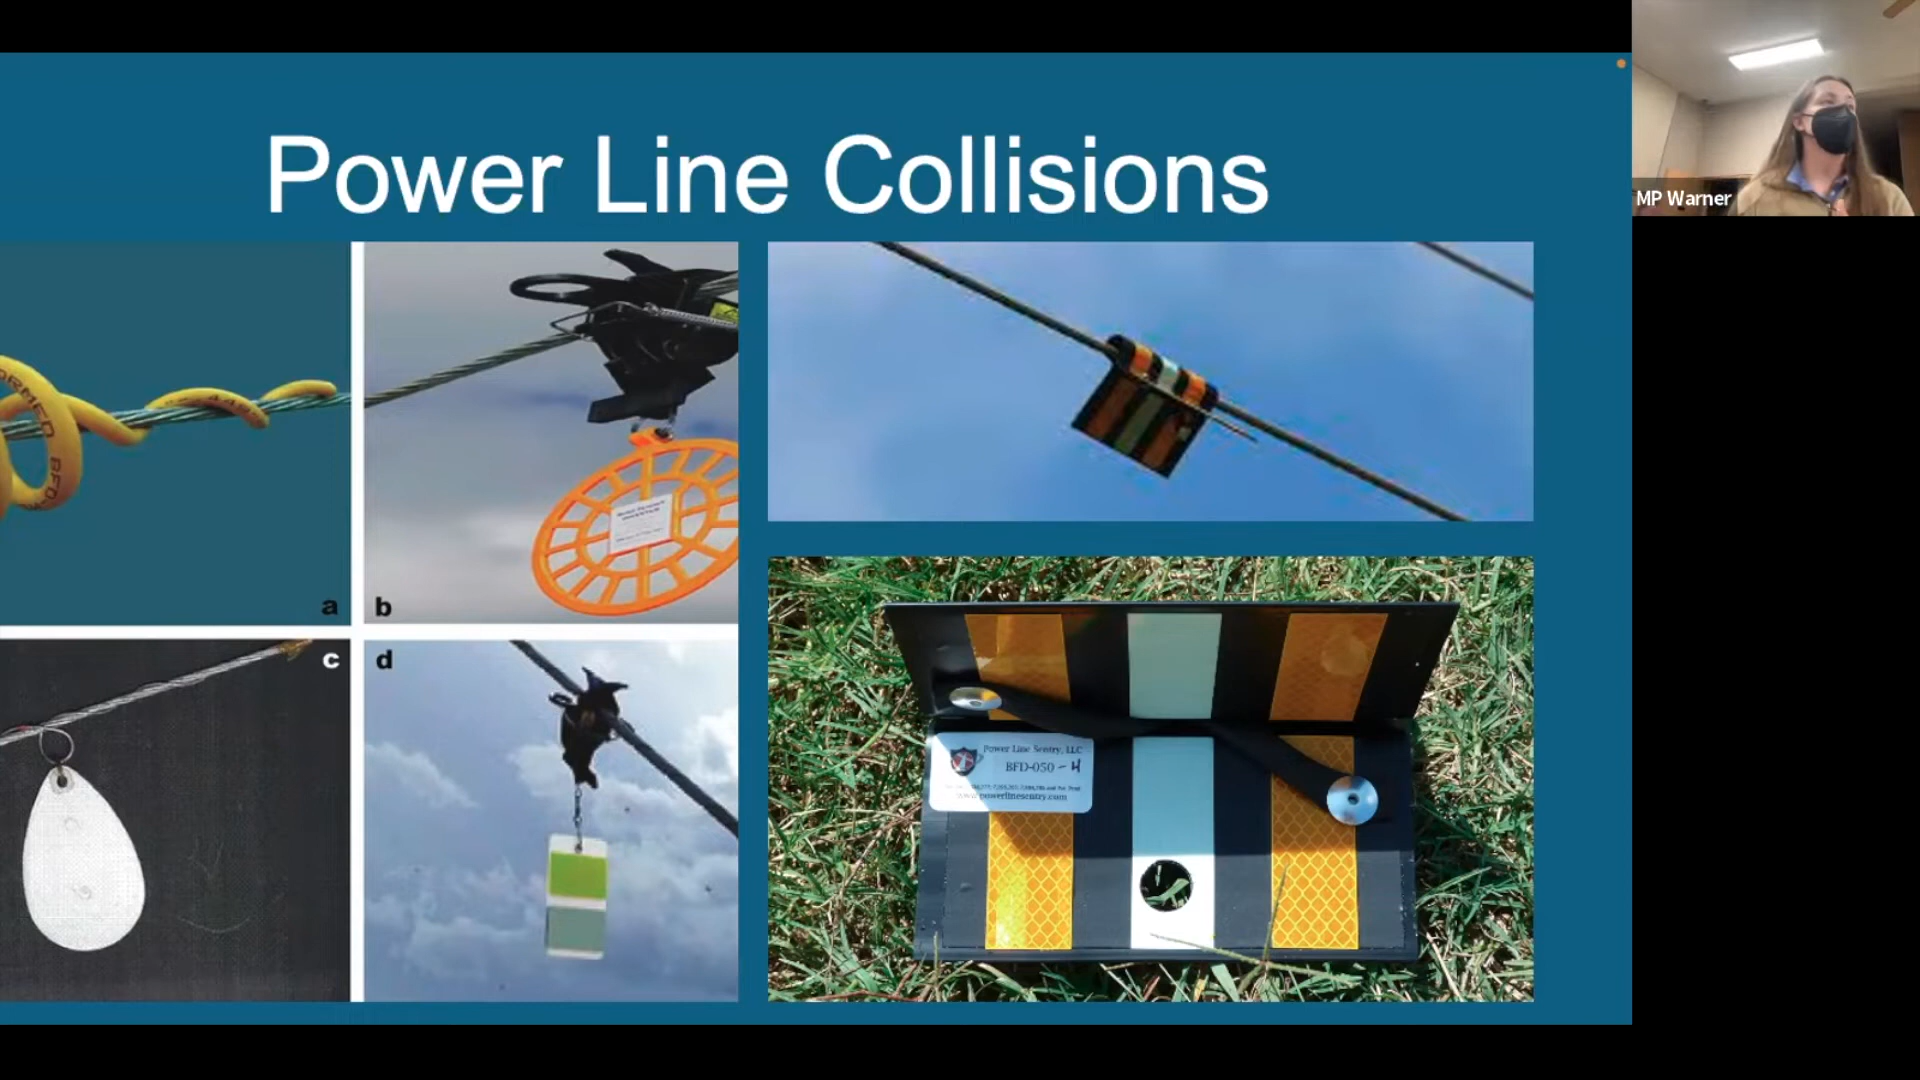 Power Line Collisions
MP Warner
a
b
c
d
Power Line Sentry, LLC
BFD-050 - H
www.powerlinesentry.com